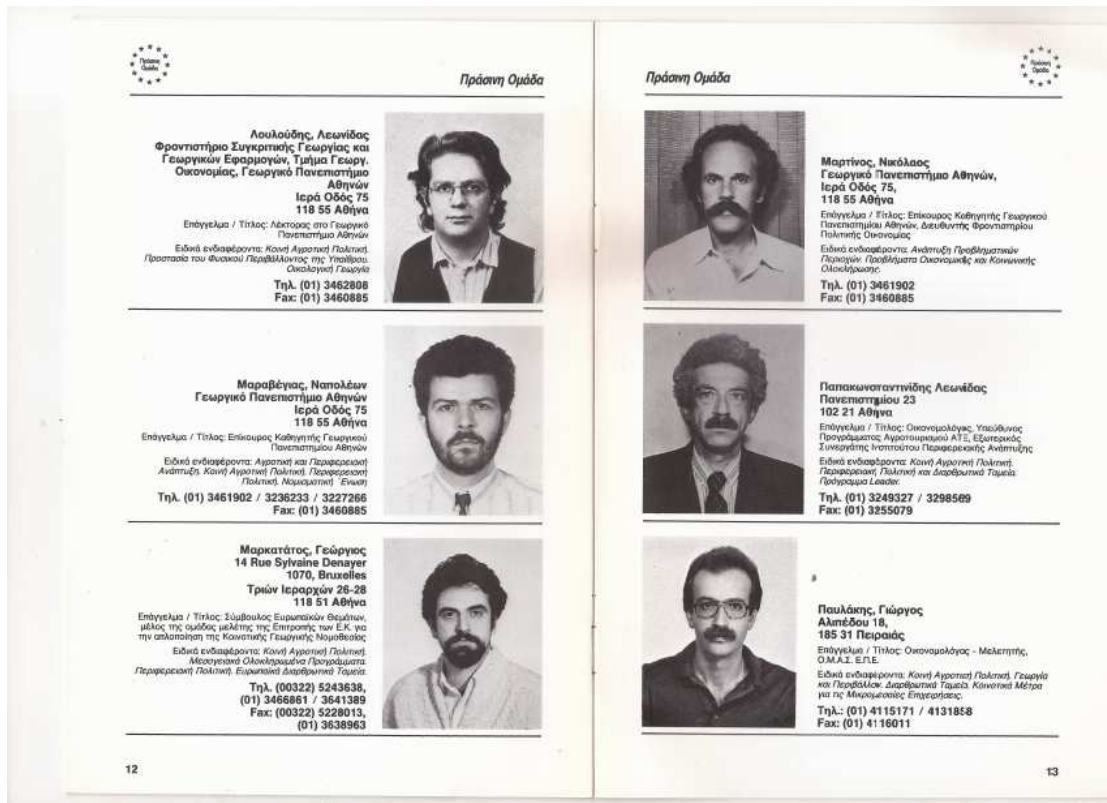 Πράσινη
Ομάδα
Πράσινη Ομάδα
Λουλούδης, Λεωνίδας
Φροντιστήριο Συγκριτικής Γεωργίας και
Γεωργικών Εφαρμογών, Τμήμα Γεωργ.
Οικονομίας, Γεωργικό Πανεπιστήμιο
Αθηνών
Ιερά Οδός 75
118 55 Αθήνα
Επάγγελμα / Τίτλος: Λέκτορας στο Γεωργικό
Πανεπιστήμιο Αθηνών
Ειδικά ενδιαφέροντα: Κοινή Αγροτική Πολιτική.
Προστασία του Φυσικού Περιβάλλοντος της Υπαίθρου.
Οικολογική Γεωργία
Τηλ. (01) 3462808
Fax: (01) 3460885
Μαραβέγιας, Ναπολέων
Γεωργικό Πανεπιστήμιο Αθηνών
Ιερά Οδός 75
118 55 Αθήνα
Επάγγελμα / Τίτλος: Επίκουρος Καθηγητής Γεωργικού
Πανεπιστημίου Αθηνών
Ειδικά ενδιαφέροντα: Αγροτική και Περιφερειακή
Ανάπτυξη. Κοινή Αγροτική Πολιτική. Περιφερειακή
Πολιτική. Νομισματική Ένωση
Τηλ. (01) 3461902 / 3236233 / 3227266
Fax: (01) 3460885
Μαρκατάτος, Γεώργιος
14 Rue Sylvaine Denayer
1070, Bruxelles
Τριών Ιεραρχών 26-28
118 51 Αθήνα
Επάγγελμα / Τίτλος: Σύμβουλος Ευρωπαϊκών Θεμάτων,
μέλος της ομάδας μελέτης της Επιτροπής των Ε.Κ. για
την απλοποίηση της Κοινοτικής Γεωργικής Νομοθεσίας
Ειδικά ενδιαφέροντα: Κοινή Αγροτική Πολιτική.
Μεσογειακά Ολοκληρωμένα Προγράμματα.
Περιφερειακή Πολιτική. Ευρωπαϊκά Διαρθρωτικά Ταμεία.
Τηλ. (00322) 5243638,
(01) 3466861 / 3641389
Fax: (00322) 5228013,
(01) 3638963
12
Πράσινη Ομάδα
Πράσινη
Ομάδα
Μαρτίνος, Νικόλαος
Γεωργικό Πανεπιστήμιο Αθηνών,
Ιερά Οδός 75,
118 55 Αθήνα
Επάγγελμα / Τίτλος: Επίκουρος Καθηγητής Γεωργικού
Πανεπιστημίου Αθηνών, Διευθυντής Φροντιστηρίου
Πολιτικής Οικονομίας
Ειδικά ενδιαφέροντα: Ανάπτυξη Προβληματικών
Περιοχών. Προβλήματα Οικονομικής και Κοινωνικής
Ολοκλήρωσης.
Τηλ. (01) 3461902
Fax: (01) 3460885
Παπακωνσταντινίδης Λεωνίδας
Πανεπιστημίου 23
102 21 Αθήνα
Επάγγελμα / Τίτλος: Οικονομολόγος, Υπεύθυνος
Προγράμματος Αγροτουρισμού ΑΤΕ, Εξωτερικός
Συνεργάτης Ινστιτούτου Περιφερειακής Ανάπτυξης
Ειδικά ενδιαφέροντα: Κοινή Αγροτική Πολιτική.
Περιφερειακή Πολιτική και Διαρθρωτικά Ταμεία.
Πρόγραμμα Leader.
Τηλ. (01) 3249327 / 3298569
Fax: (01) 3255079
Παυλάκης, Γιώργος
Αλιπέδου 18,
185 31 Πειραιάς
Επάγγελμα / Τίτλος: Οικονομολόγος - Μελετητής,
Ο.Μ.Α.Σ. Ε.Π.Ε.
Ειδικά ενδιαφέροντα: Κοινή Αγροτική Πολιτική. Γεωργία
και Περιβάλλον. Διαρθρωτικά Ταμεία. Κοινοτικά Μέτρα
για τις Μικρομεσαίες Επιχειρήσεις.
Τηλ.: (01) 4115171 / 4131858
Fax: (01) 4116011
13